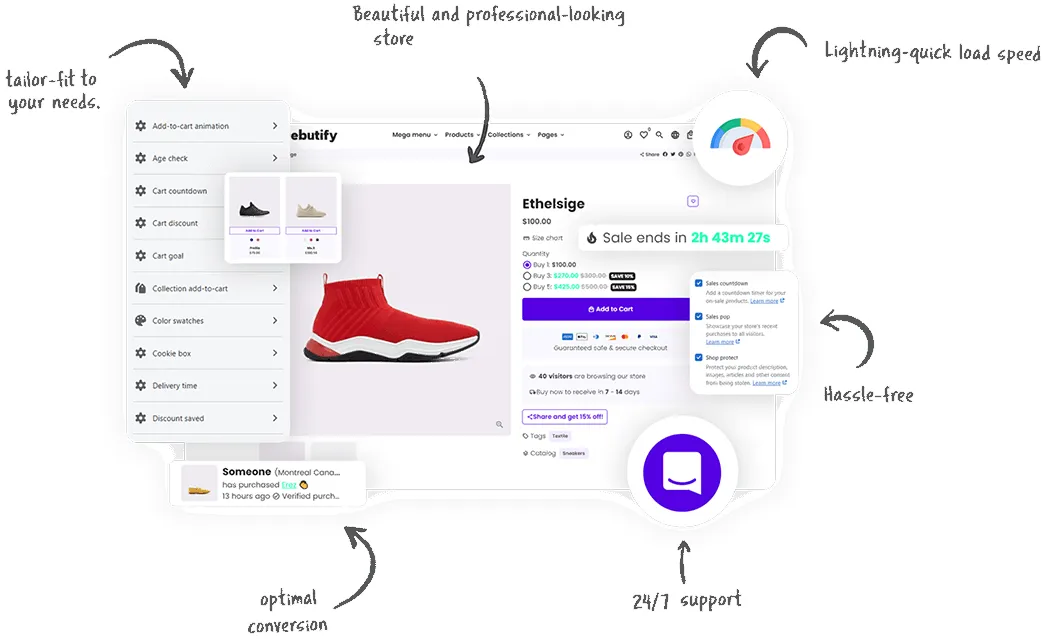 Beautiful and professional-looking
store
Lightning-quick load speed
tailor-fit to
your needs.
Add-to-cart animation
Age check
Cart countdown
Cart discount
Cart goal
Collection add-to-cart
Color swatches
Cookie box
Delivery time
Discount saved
ebutify
Mega menu
Products
Collections
Pages
0
Share
Add to Cart
Add to Cart
Ethelsige
$100.00
Size chart
Sale ends in 2h 43m 27s
Quantity
Buy 1: $100.00
Buy 3: $270.00 $300.00 SAVE 10%
Buy 5: $425.00 $500.00 SAVE 15%
Add to Cart
VISA
Guaranteed safe & secure checkout
40 visitors are browsing our store
Buy now to receive in 7 - 14 days
Share and get 15% off!
Tags Textile
Catalog Sneakers
Sales countdown
Add a countdown timer for your
on-sale products. Learn more
Sales pop
Showcase your store's recent
purchases to all visitors.
Learn more
Shop protect
Protect your product description,
images, articles and other content
from being stolen. Learn more
Hassle-free
Someone (Montreal Cana...
has purchased Erez
13 hours ago Verified purch...
optimal
conversion
24/7 support